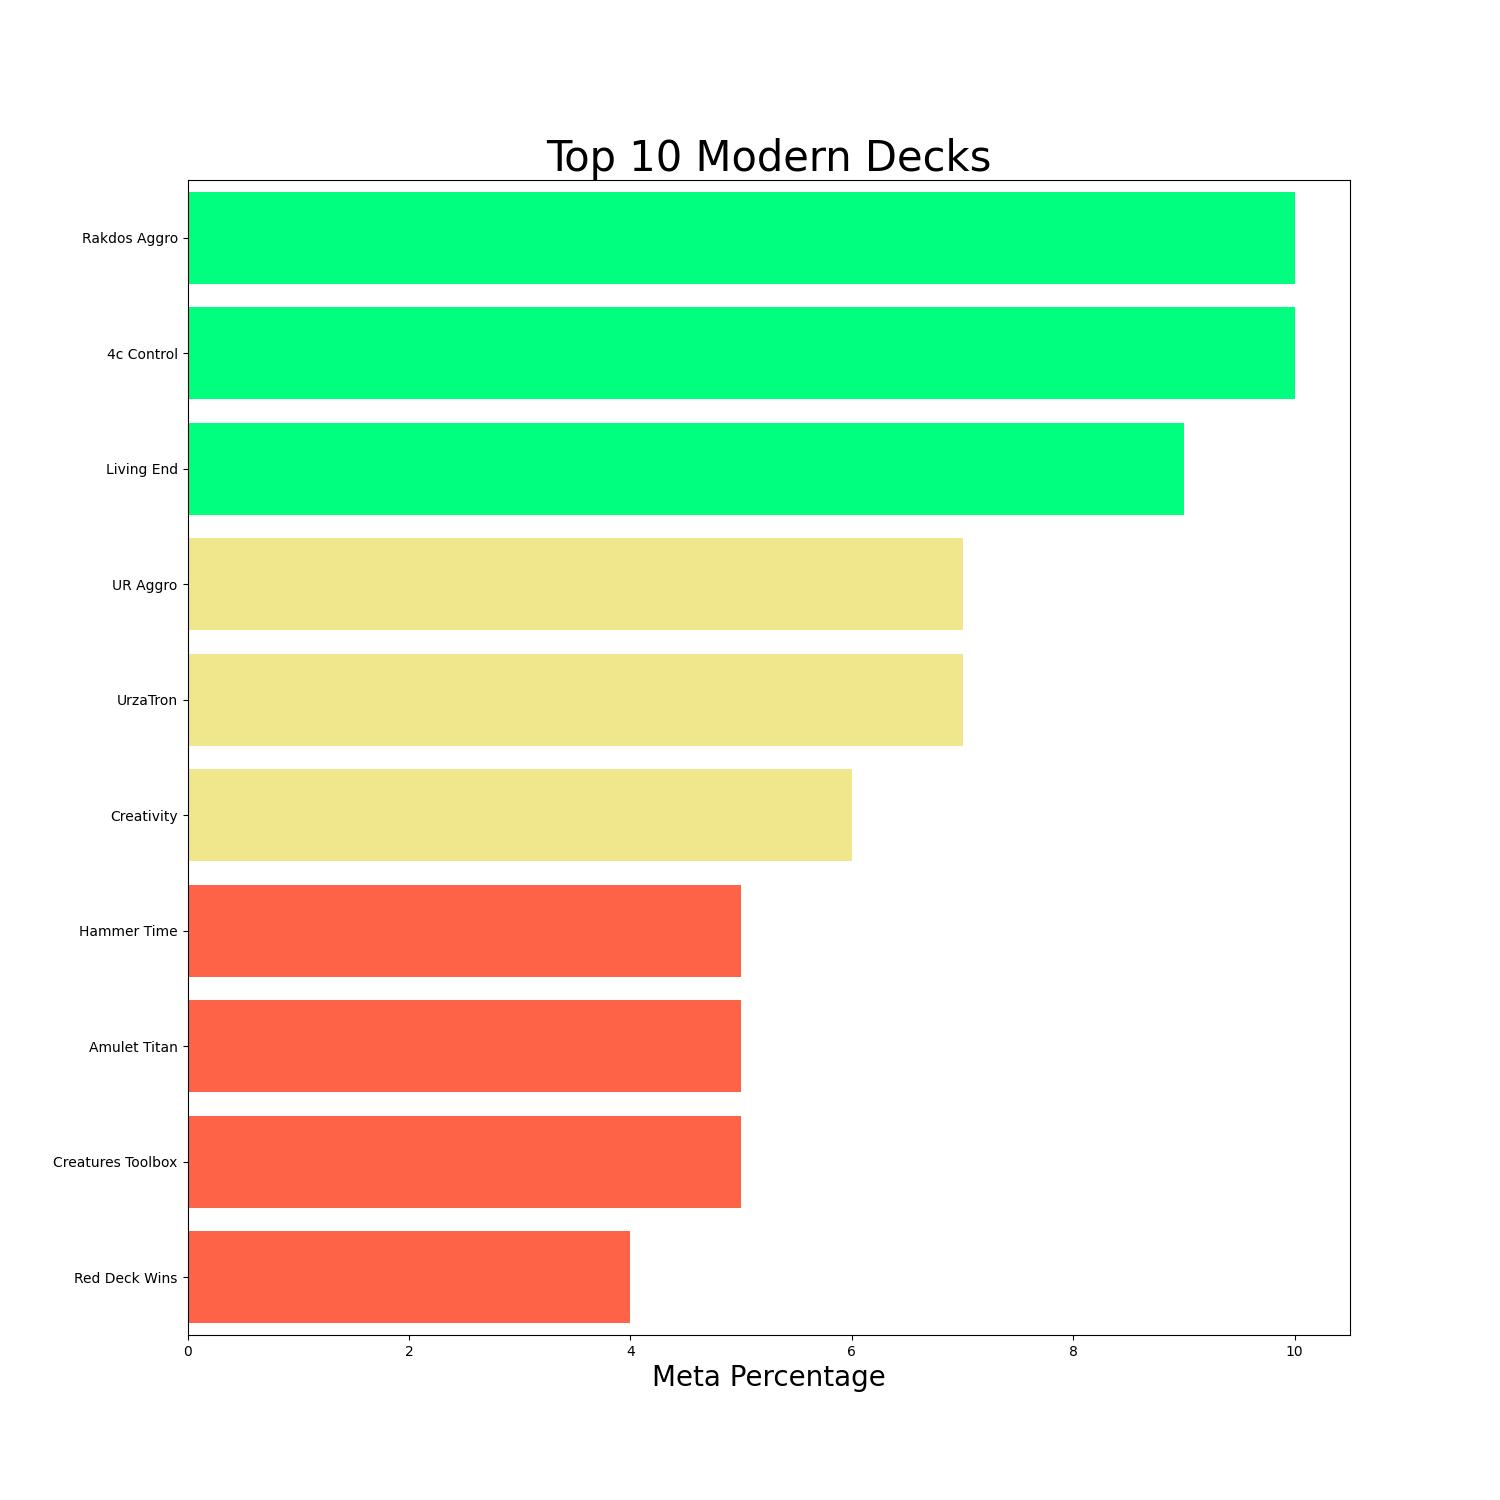 Top 10 Modern Decks
Rakdos Aggro
4c Control
Living End
UR Aggro
UrzaTron
Creativity
Hammer Time
Amulet Titan
Creatures Toolbox
Red Deck Wins
0 2 4 6 8 10
Meta Percentage